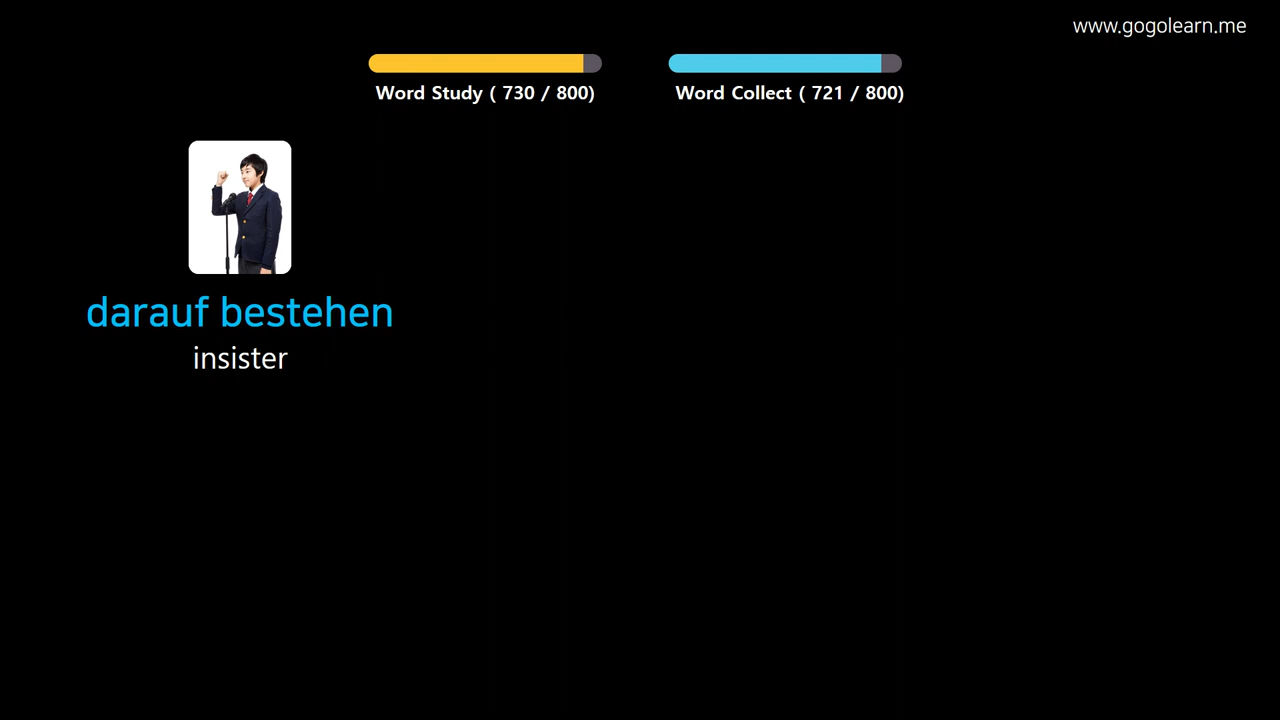 www.gogolearn.me
Word Study ( 730 / 800)
Word Collect ( 721 / 800)
darauf bestehen
insister